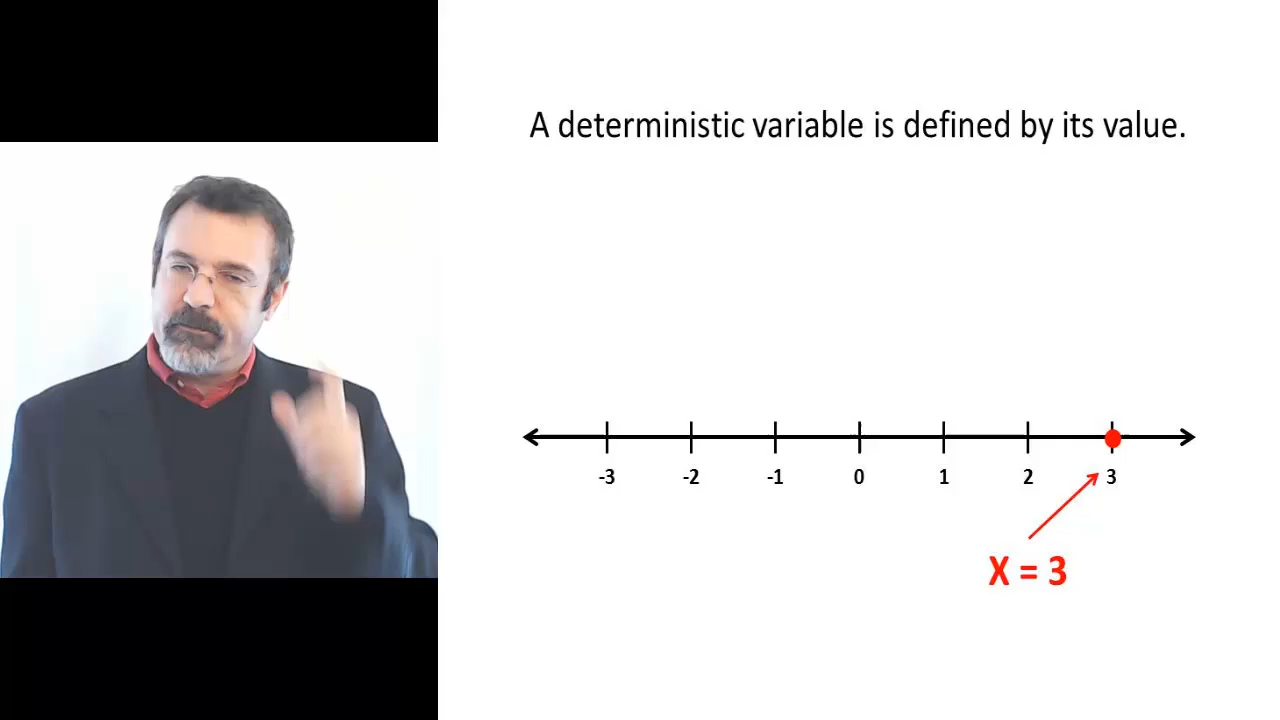 A deterministic variable is defined by its value.
-3 -2 -1 0 1 2 3
X = 3